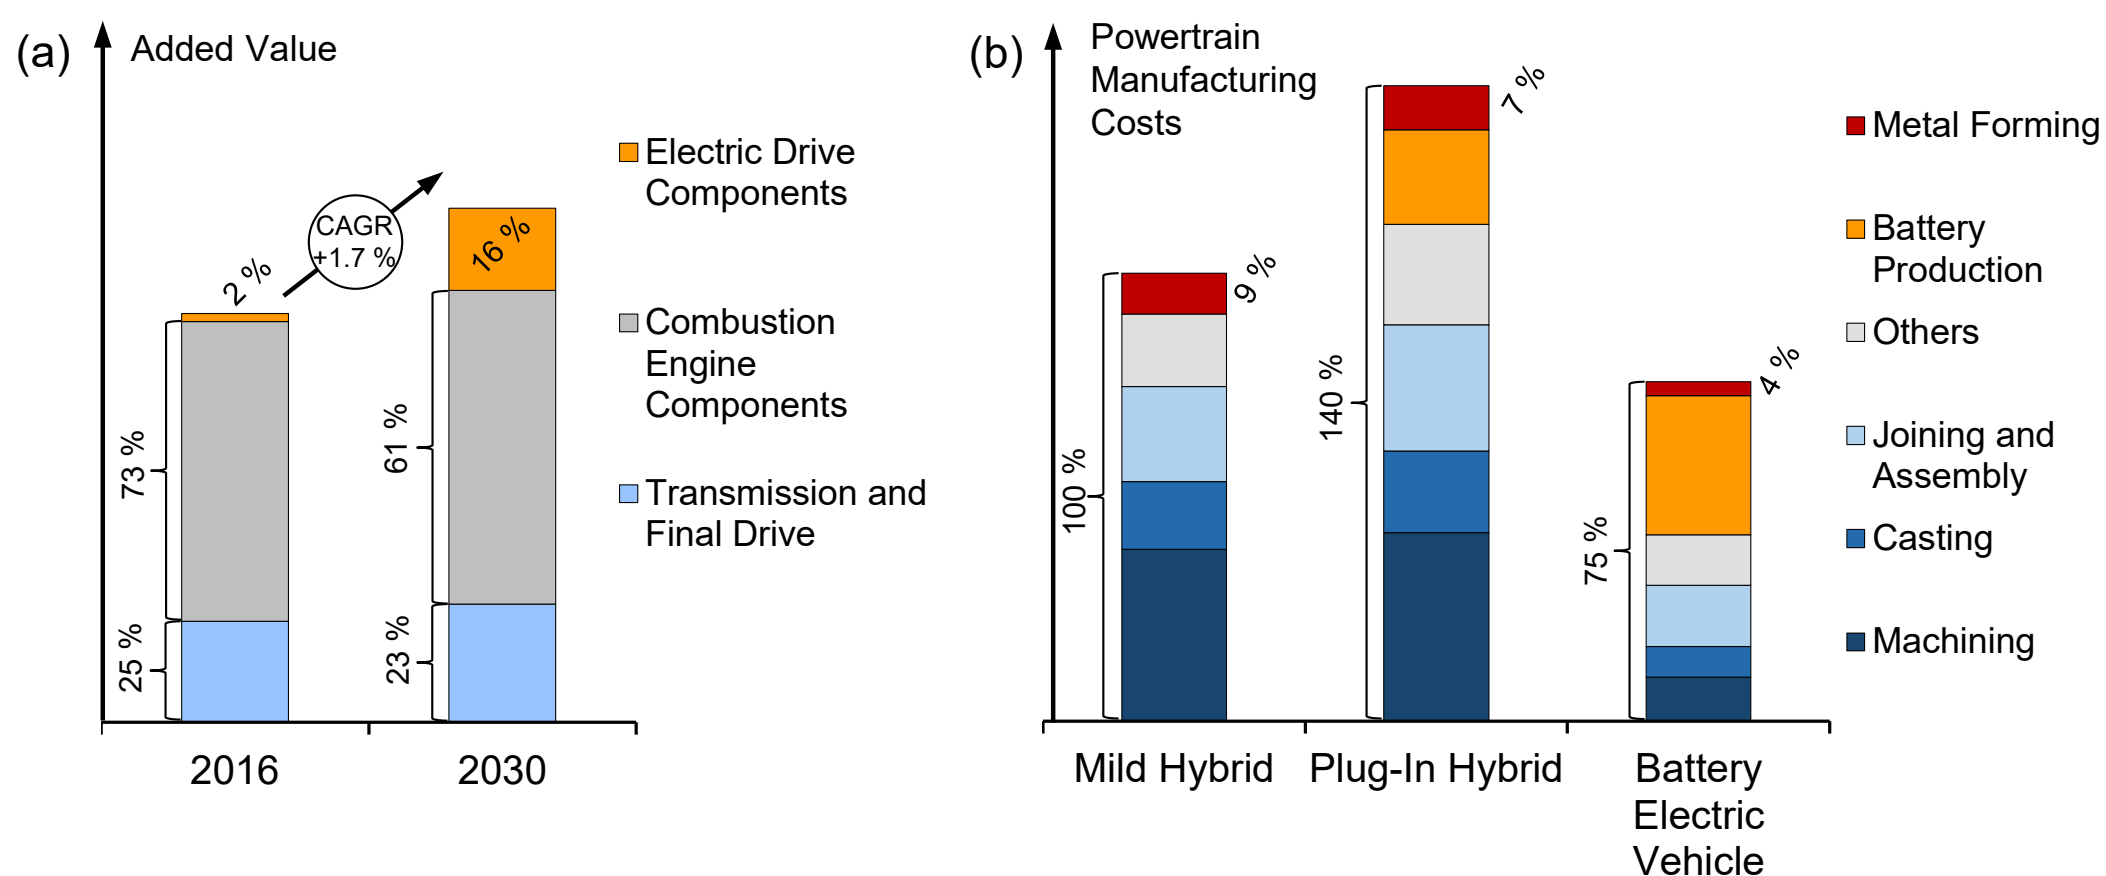 (a)
Added Value
CAGR
+1.7 %
2 %
16 %
73 %
25 %
61 %
23 %
2016
2030
Electric Drive
Components
Combustion
Engine
Components
Transmission and
Final Drive
(b)
Powertrain
Manufacturing
Costs
9 %
100 %
7 %
140 %
4 %
75 %
Mild Hybrid
Plug-In Hybrid
Battery
Electric
Vehicle
Metal Forming
Battery
Production
Others
Joining and
Assembly
Casting
Machining